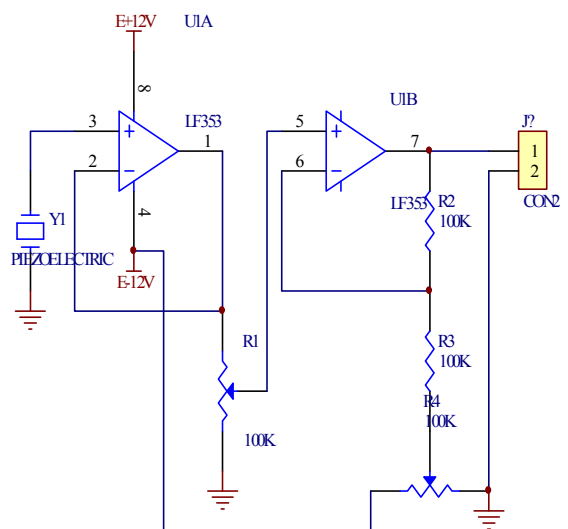 E+12V
U1A
8
LF353
3
2
1
4
Y1
PIEZOELECTRIC
E-12V
R1
100K
U1B
5
6
7
J?
1
2
CON2
LF353
R2
100K
R3
100K
R4
100K